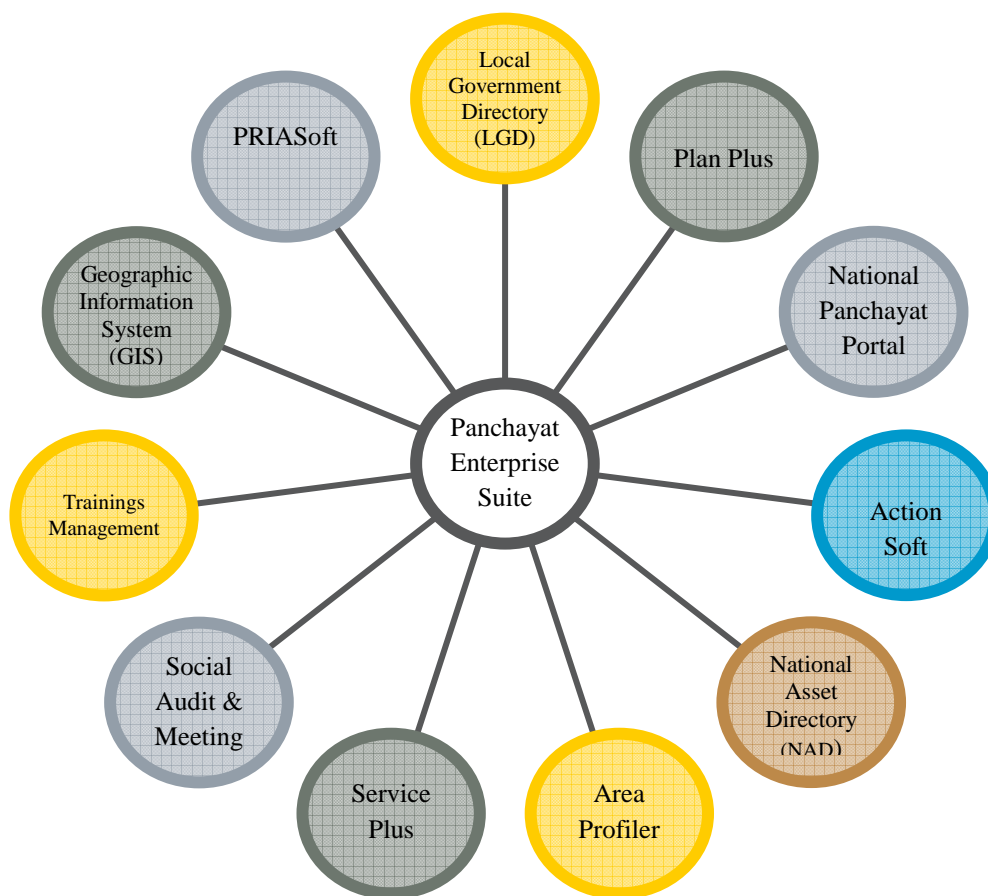 Local
Government
Directory
(LGD)
Plan Plus
National
Panchayat
Portal
Action
Soft
National
Asset
Directory
(NAD)
Area
Profiler
Service
Plus
Social
Audit &
Meeting
Trainings
Management
Geographic
Information
System
(GIS)
PRIASoft
Panchayat
Enterprise
Suite